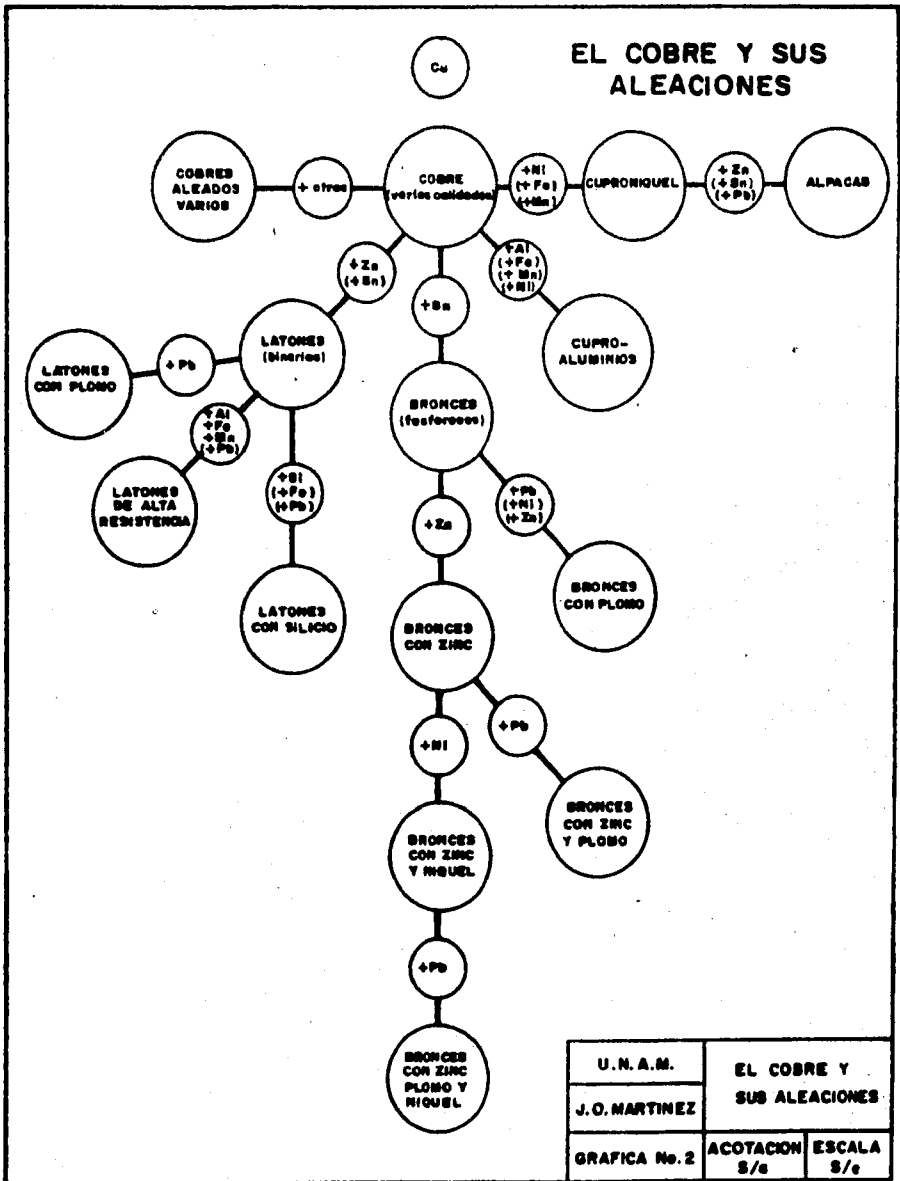 EL COBRE Y SUS
ALEACIONES
Cu
COBRES
ALEADOS
VARIOS
+ otros
COBRE
(varias calidades)
+Ni
(+Fe)
(+Mn)
CUPRONIQUEL
+ Zn
(+Sn)
(+Pb)
ALPACAS
+Zn
(+Sn)
+Sn
+Al
(+Fe)
(+ Mn)
(+Ni)
LATONES
CON PLOMO
+ Pb
LATONES
(binarios)
CUPRO-
ALUMINIOS
+ Al
+Fe
+Mn
(+Pb)
BRONCES
(fosforosos)
LATONES
DE ALTA
RESISTENCIA
+Si
(+Fe)
(+Pb)
+Zn
+Pb
(+Ni)
(+Zn)
LATONES
CON SILICIO
BRONCES
CON ZINC
BRONCES
CON PLOMO
+Ni
+Pb
BRONCES
CON ZINC
Y NIQUEL
BRONCES
CON ZINC
Y PLOMO
+Pb
BRONCES
CON ZINC
PLOMO Y
NIQUEL
U.N.A.M.
J.O. MARTINEZ
GRAFICA No. 2
EL COBRE Y
SUS ALEACIONES
ACOTACION
S/a
ESCALA
S/e